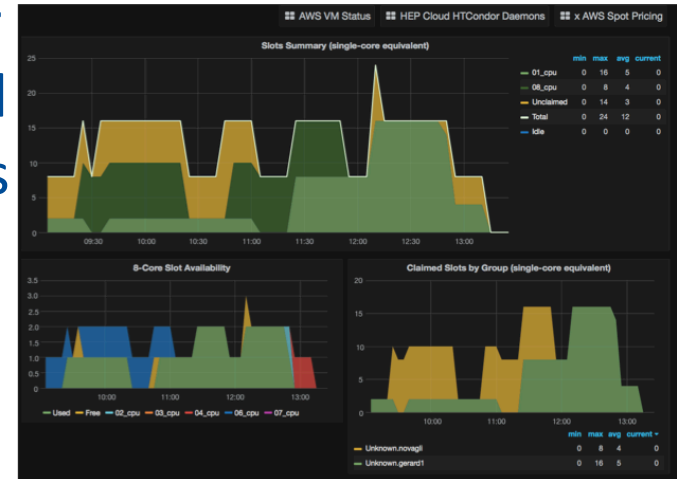 AWS VM Status HEP Cloud HTCondor Daemons x AWS Spot Pricing
Slots Summary (single-core equivalent)
25
20
15
10
5
0
09:30 10:00 10:30 11:00 11:30 12:00 12:30 13:00
min max avg current
01_cpu 0 16 5 0
08_cpu 0 8 4 0
Unclaimed 0 14 3 0
Total 0 24 12 0
Idle 0 0 0 0
8-Core Slot Availability
3.5
3.0
2.5
2.0
1.5
1.0
0.5
0
10:00 11:00 12:00 13:00
Used Free 02_cpu 03_cpu 04_cpu 06_cpu 07_cpu
Claimed Slots by Group (single-core equivalent)
20
15
10
5
0
10:00 11:00 12:00 13:00
min max avg current
Unknown.novagli 0 8 4 0
Unknown.gerard1 0 16 5 0
s